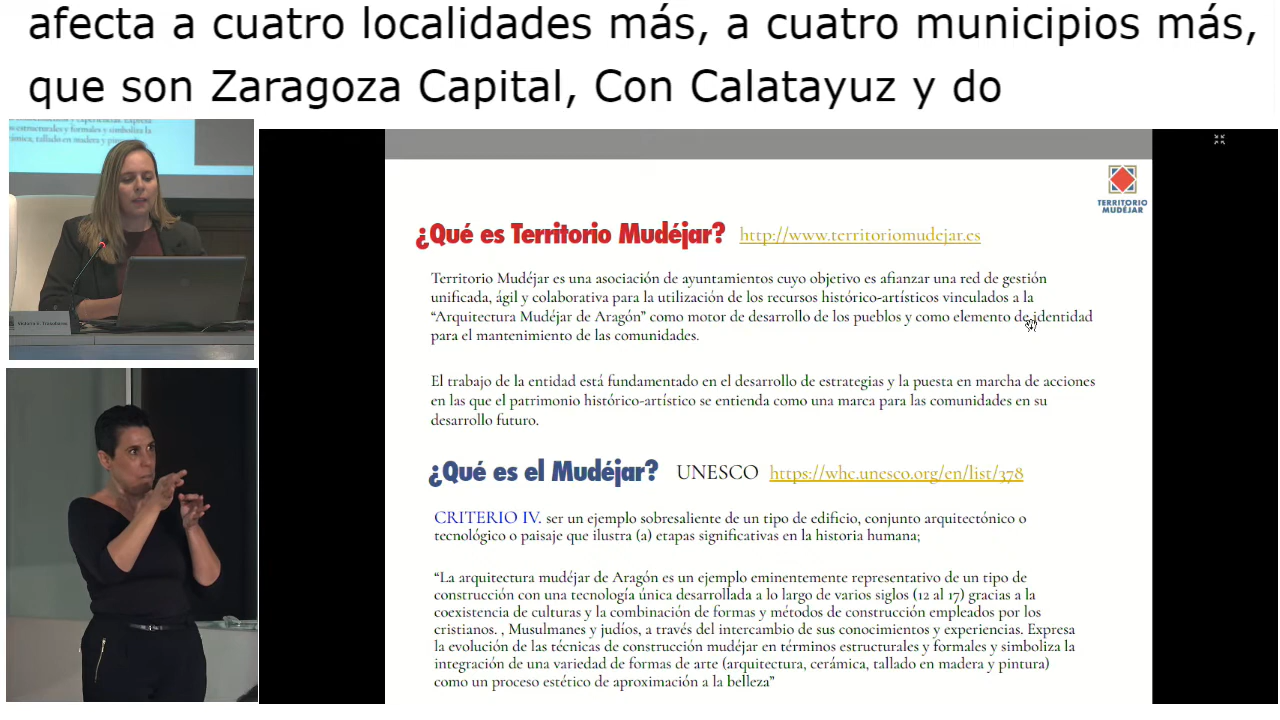 afecta a cuatro localidades más, a cuatro municipios más,
que son Zaragoza Capital, Con Calatayuz y do
TERRITORIO
MUDÉJAR
¿Qué es Territorio Mudéjar? http://www.territoriomudejar.es
Territorio Mudéjar es una asociación de ayuntamientos cuyo objetivo es afianzar una red de gestión
unificada, ágil y colaborativa para la utilización de los recursos histórico-artísticos vinculados a la
“Arquitectura Mudéjar de Aragón” como motor de desarrollo de los pueblos y como elemento de identidad
para el mantenimiento de las comunidades.
El trabajo de la entidad está fundamentado en el desarrollo de estrategias y la puesta en marcha de acciones
en las que el patrimonio histórico-artístico se entienda como una marca para las comunidades en su
desarrollo futuro.
¿Qué es el Mudéjar? UNESCO https://whc.unesco.org/en/list/378
CRITERIO IV. ser un ejemplo sobresaliente de un tipo de edificio, conjunto arquitectónico o
tecnológico o paisaje que ilustra (a) etapas significativas en la historia humana;
“La arquitectura mudéjar de Aragón es un ejemplo eminentemente representativo de un tipo de
construcción con una tecnología única desarrollada a lo largo de varios siglos (12 al 17) gracias a la
coexistencia de culturas y la combinación de formas y métodos de construcción empleados por los
cristianos. , Musulmanes y judíos, a través del intercambio de sus conocimientos y experiencias. Expresa
la evolución de las técnicas de construcción mudéjar en términos estructurales y formales y simboliza la
integración de una variedad de formas de arte (arquitectura, cerámica, tallado en madera y pintura)
como un proceso estético de aproximación a la belleza”